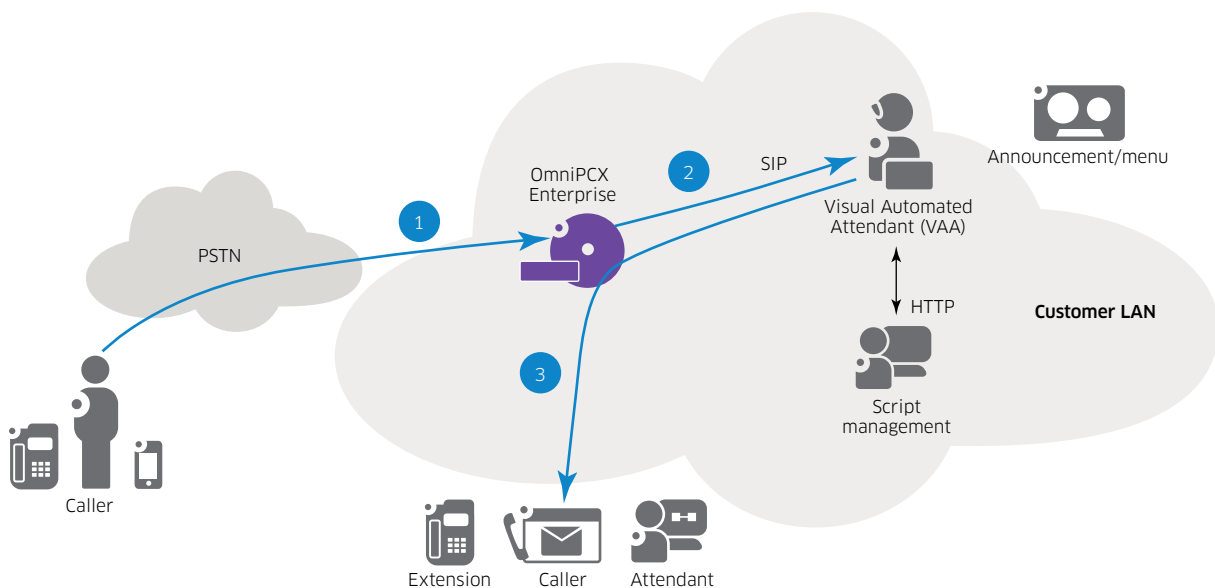 OmniPCX
Enterprise
2
SIP
Announcement/menu
Visual Automated
Attendant (VAA)
1
PSTN
HTTP
Customer LAN
3
Script
management
Caller
Extension
Caller
Attendant